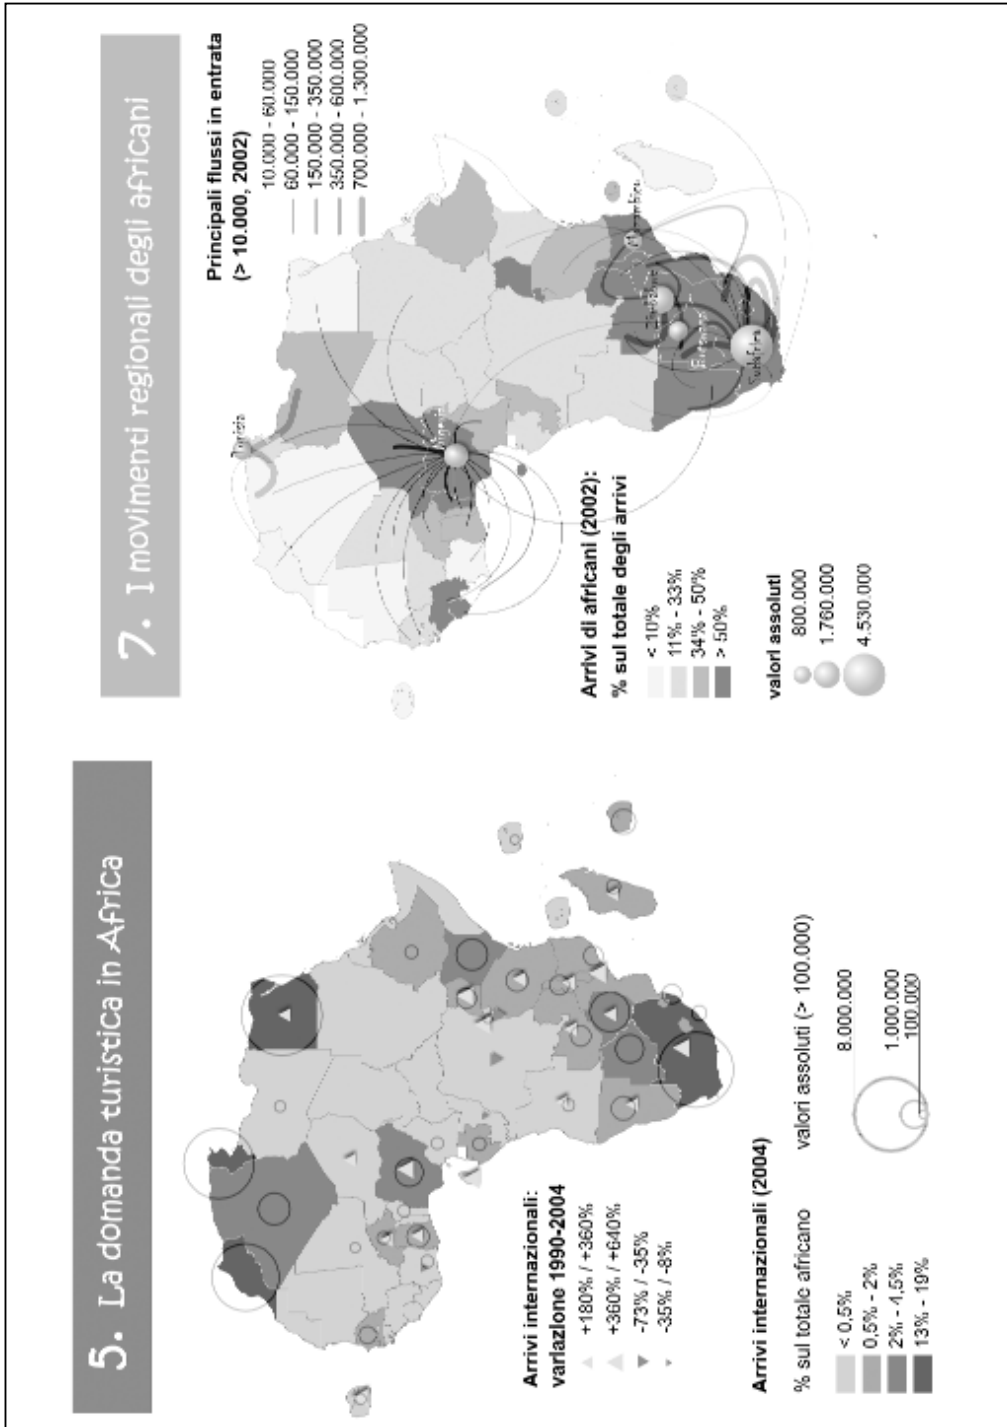 5. La domanda turistica in Africa
Arrivi internazionali:
variazione 1990-2004
+180% / +360%
+360% / +640%
-73% / -35%
-35% / -8%
Arrivi internazionali (2004)
% sul totale africano
< 0,5%
0,5% - 2%
2% - 4,5%
13% - 19%
valori assoluti (> 100.000)
8.000.000
1.000.000
100.000
7. I movimenti regionali degli africani
Principali flussi in entrata
(> 10.000, 2002)
10.000 - 60.000
60.000 - 150.000
150.000 - 350.000
350.000 - 600.000
700.000 - 1.300.000
Tunisia
Nigeria
Mozambico
Zimbabwe
Botswana
Sudafrica
Arrivi di africani (2002):
% sul totale degli arrivi
< 10%
11% - 33%
34% - 50%
> 50%
valori assoluti
800.000
1.760.000
4.530.000